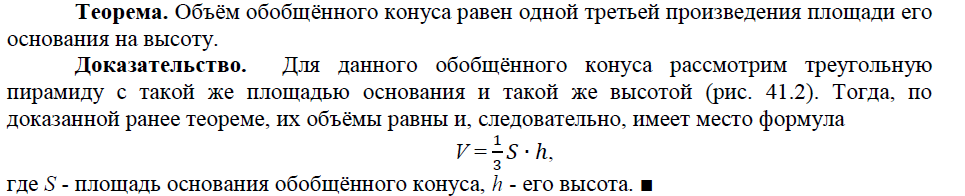 Теорема. Объём обобщённого конуса равен одной третьей произведения площади его
основания на высоту.
Доказательство. Для данного обобщённого конуса рассмотрим треугольную
пирамиду с такой же площадью основания и такой же высотой (рис. 41.2). Тогда, по
доказанной ранее теореме, их объёмы равны и, следовательно, имеет место формула
V = 1/3 S · h,
где S - площадь основания обобщённого конуса, h - его высота. ■